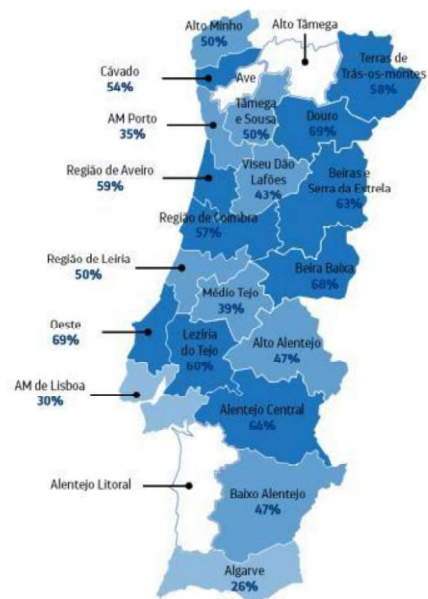 Alto Minho
50%
Alto Tâmega
Terras de
Trás-os-montes
58%
Cávado
54%
Ave
Tâmega
e Sousa
50%
Douro
69%
AM Porto
35%
Região de Aveiro
59%
Viseu Dão
Lafões
43%
Beiras e
Serra da Estrela
63%
Região de Coimbra
57%
Região de Leiria
50%
Beira Baixa
68%
Médio Tejo
39%
Oeste
69%
Lezíria
do Tejo
60%
Alto Alentejo
47%
AM de Lisboa
30%
Alentejo Central
64%
Alentejo Litoral
Baixo Alentejo
47%
Algarve
26%